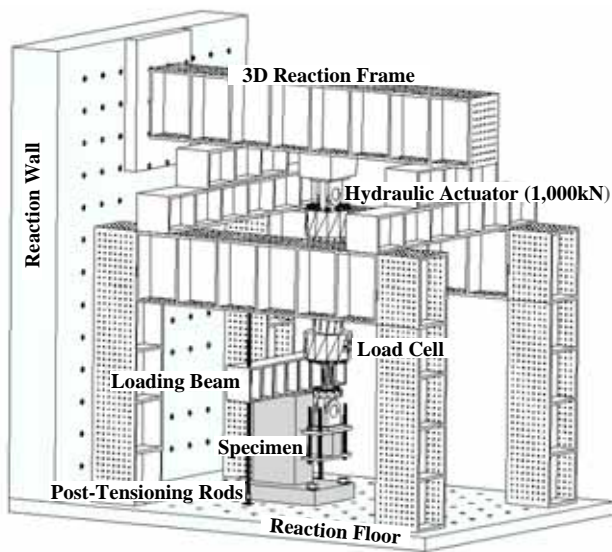 3D Reaction Frame
Reaction Wall
Hydraulic Actuator (1,000kN)
Load Cell
Loading Beam
Specimen
Post-Tensioning Rods
Reaction Floor